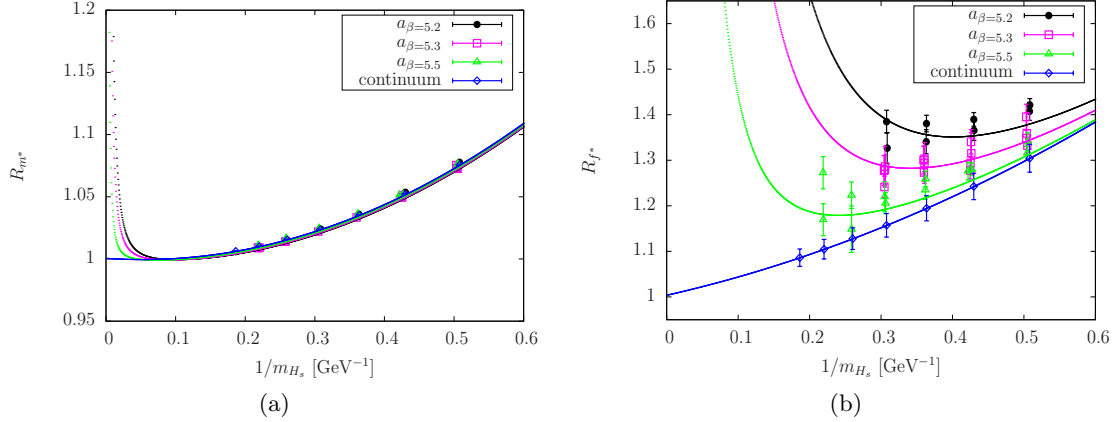 1.2
1.15
1.1
1.05
1
0.95
R_{m*}
0 0.1 0.2 0.3 0.4 0.5 0.6
1/m_{H_s} [GeV^{-1}]
a_{β=5.2}
a_{β=5.3}
a_{β=5.5}
continuum
(a)
1.6
1.5
1.4
1.3
1.2
1.1
1
R_{f*}
0 0.1 0.2 0.3 0.4 0.5 0.6
1/m_{H_s} [GeV^{-1}]
a_{β=5.2}
a_{β=5.3}
a_{β=5.5}
continuum
(b)